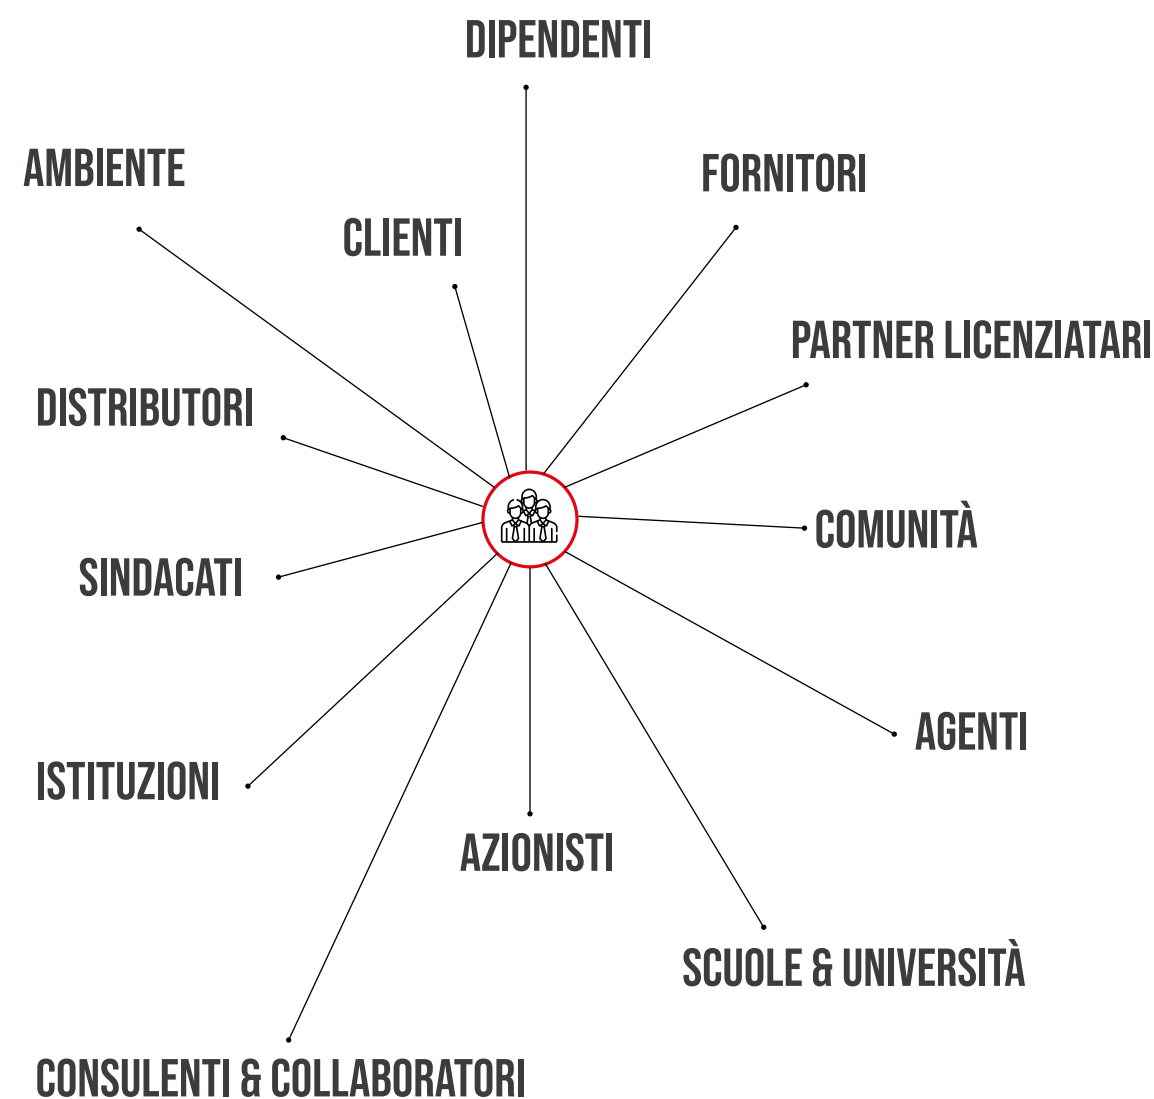 DIPENDENTI
AMBIENTE
FORNITORI
CLIENTI
PARTNER LICENZIATARI
DISTRIBUTORI
COMUNITÀ
SINDACATI
AGENTI
ISTITUZIONI
AZIONISTI
SCUOLE & UNIVERSITÀ
CONSULENTI & COLLABORATORI